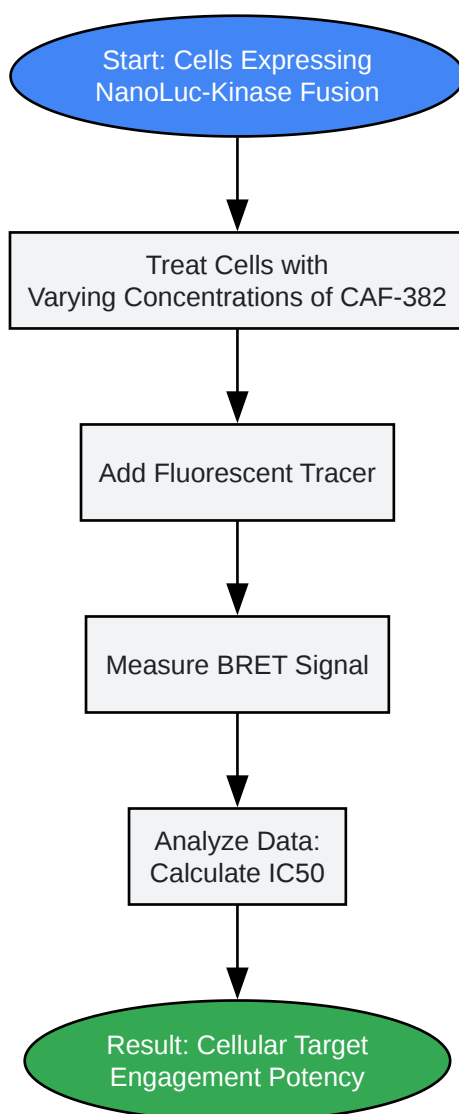 Start: Cells Expressing
NanoLuc-Kinase Fusion
Treat Cells with
Varying Concentrations of CAF-382
Add Fluorescent Tracer
Measure BRET Signal
Analyze Data:
Calculate IC50
Result: Cellular Target
Engagement Potency